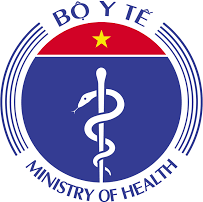 BỘ Y TẾ
MINISTRY OF HEALTH